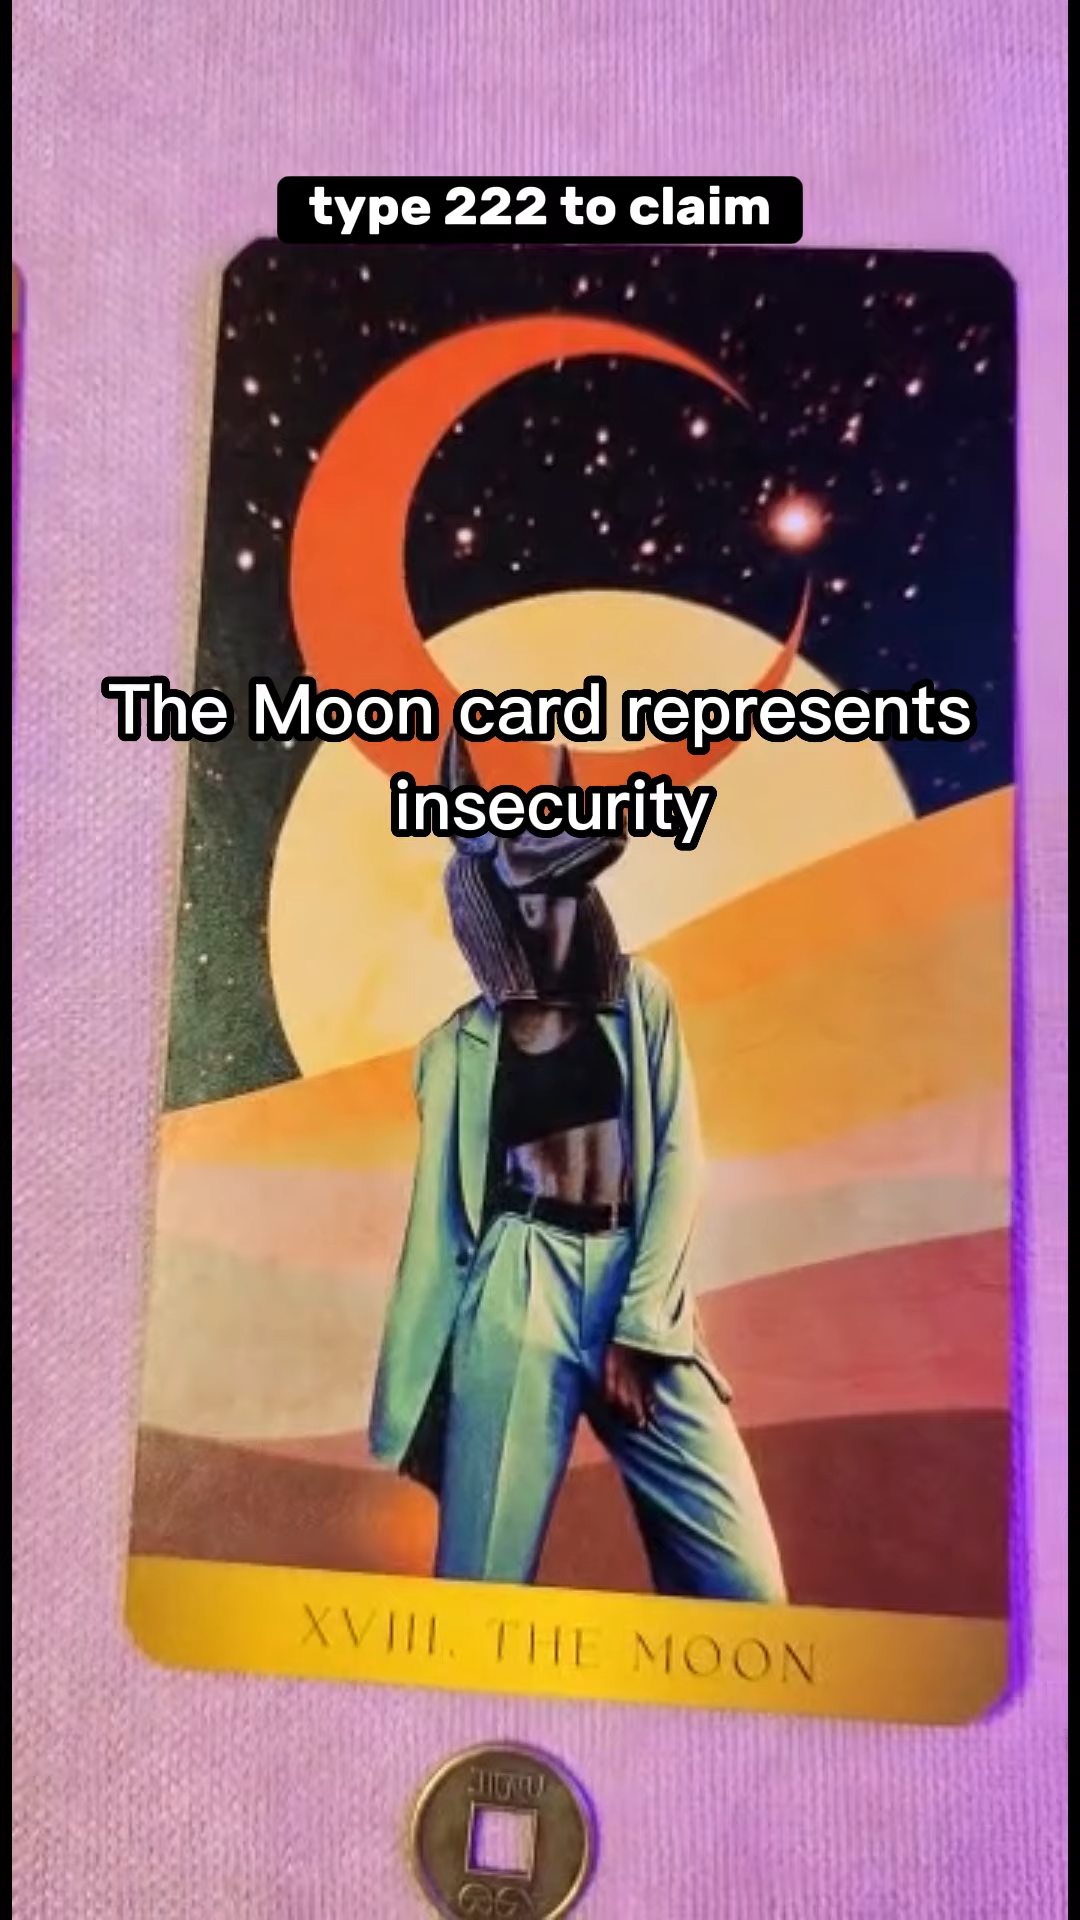 type 222 to claim
The Moon card represents
insecurity
XVIII. THE MOON